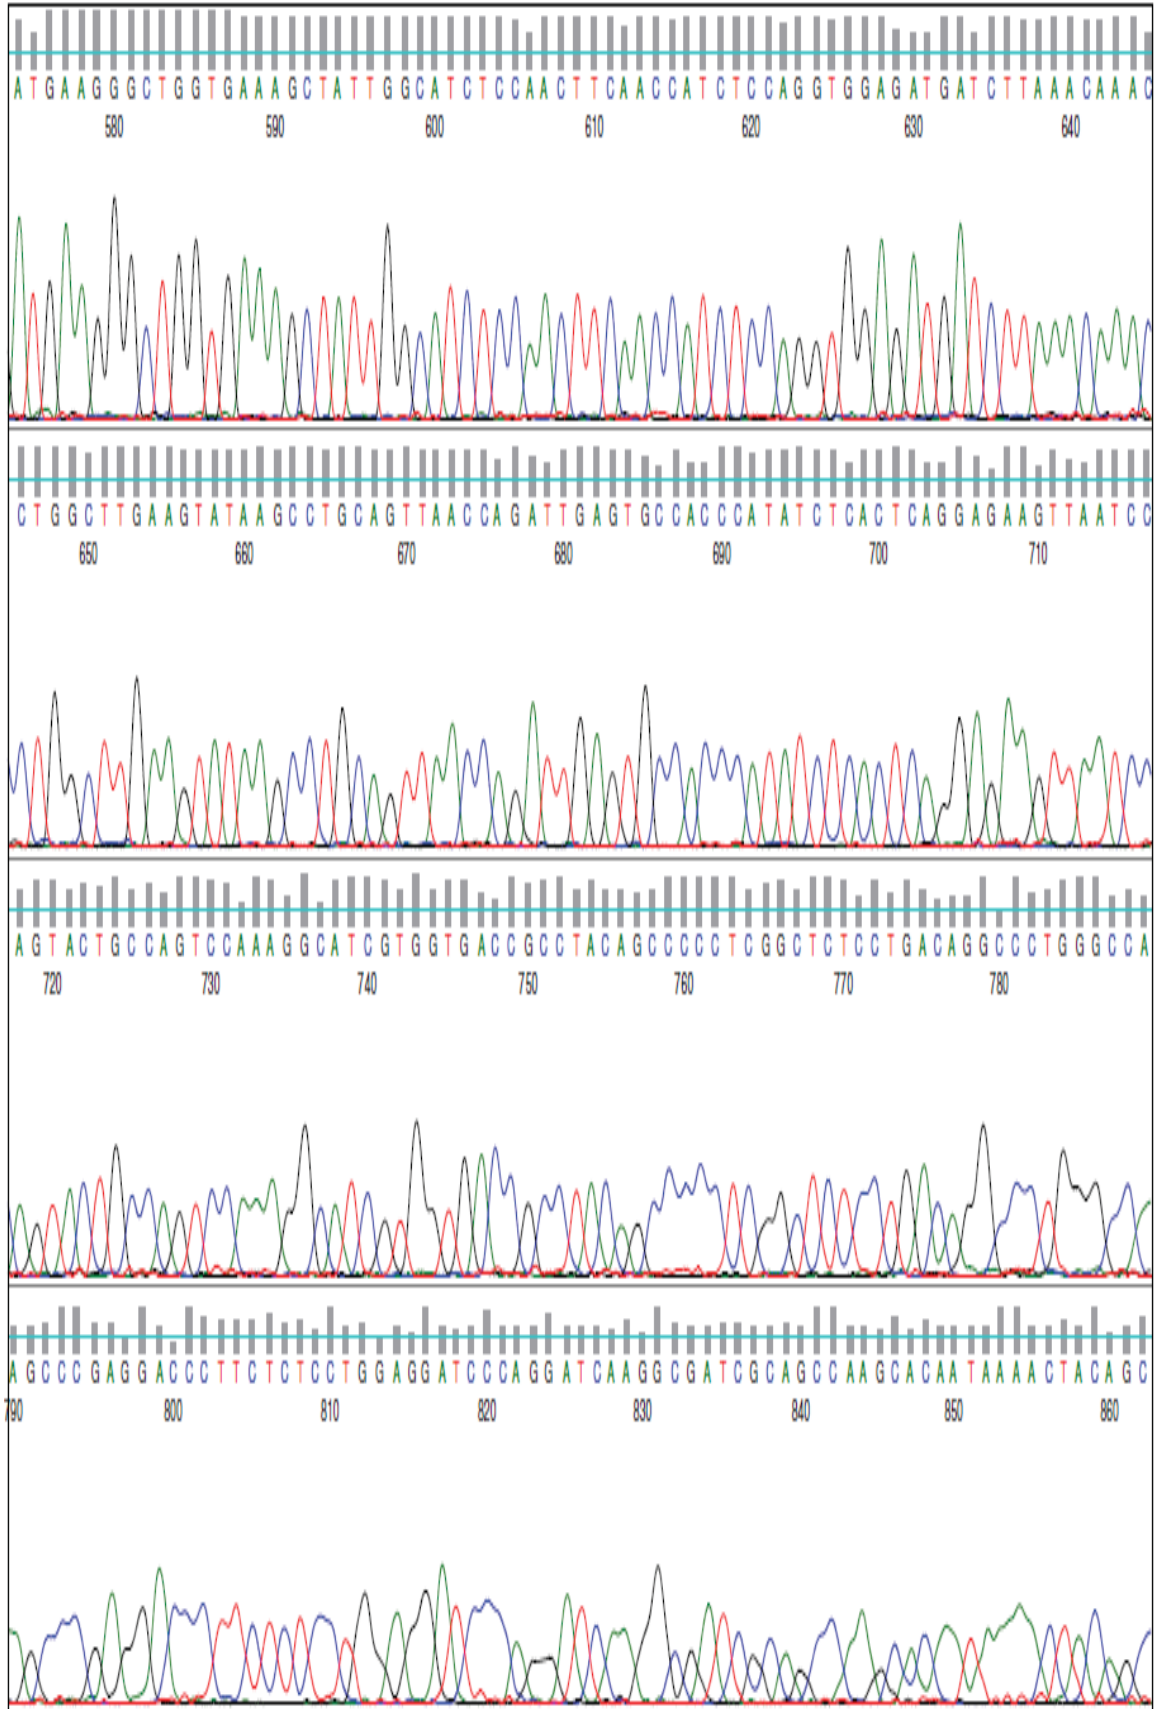 ATGAAGGGCTGGTGAAAGCTATTGGCATCTCCAACTTCAACCATCTCCAGGTGGAGATGATCTTAAACAAAC
580 590 600 610 620 630 640
CTGGCTTGAAGTATAAGCCTGCAGTTAACCAGATTGAGTGCCACCCATATCTCACTCAGGAGAAGTTAATCC
650 660 670 680 690 700 710
AGTACTGCCAGTCCAAAGGCATCGTGGTGACCGCCTACAGCCCCCTCGGCTCTCCTGACAGGCCCTGGGCCA
720 730 740 750 760 770 780
AGCCCGAGGACCCTTCTCTCCTGGAGGATCCCAGGATCAAGGCGATCGCAGCCAAGCACAATAAAACTACAGC
790 800 810 820 830 840 850 860